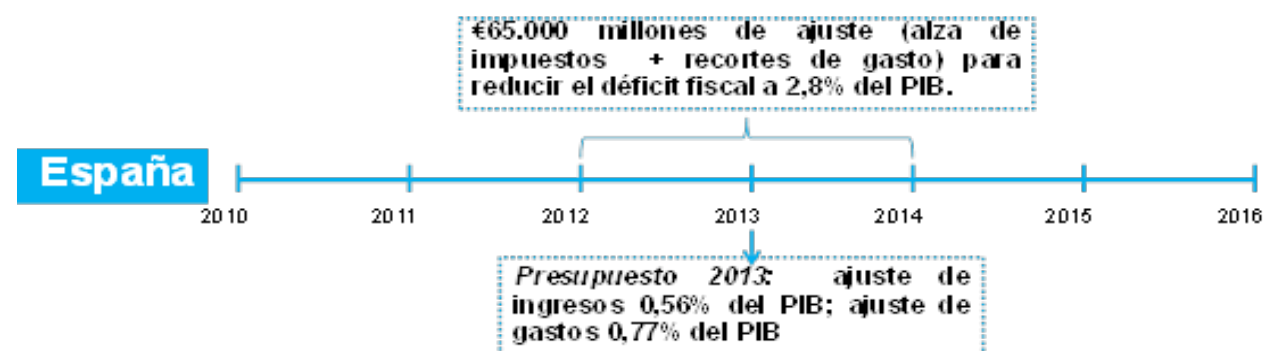 €65.000 millones de ajuste (alza de
impuestos + recortes de gasto) para
reducir el déficit fiscal a 2,8% del PIB.
España
2010 2011 2012 2013 2014 2015 2016
Presupuesto 2013: ajuste de
ingresos 0,56% del PIB; ajuste de
gastos 0,77% del PIB